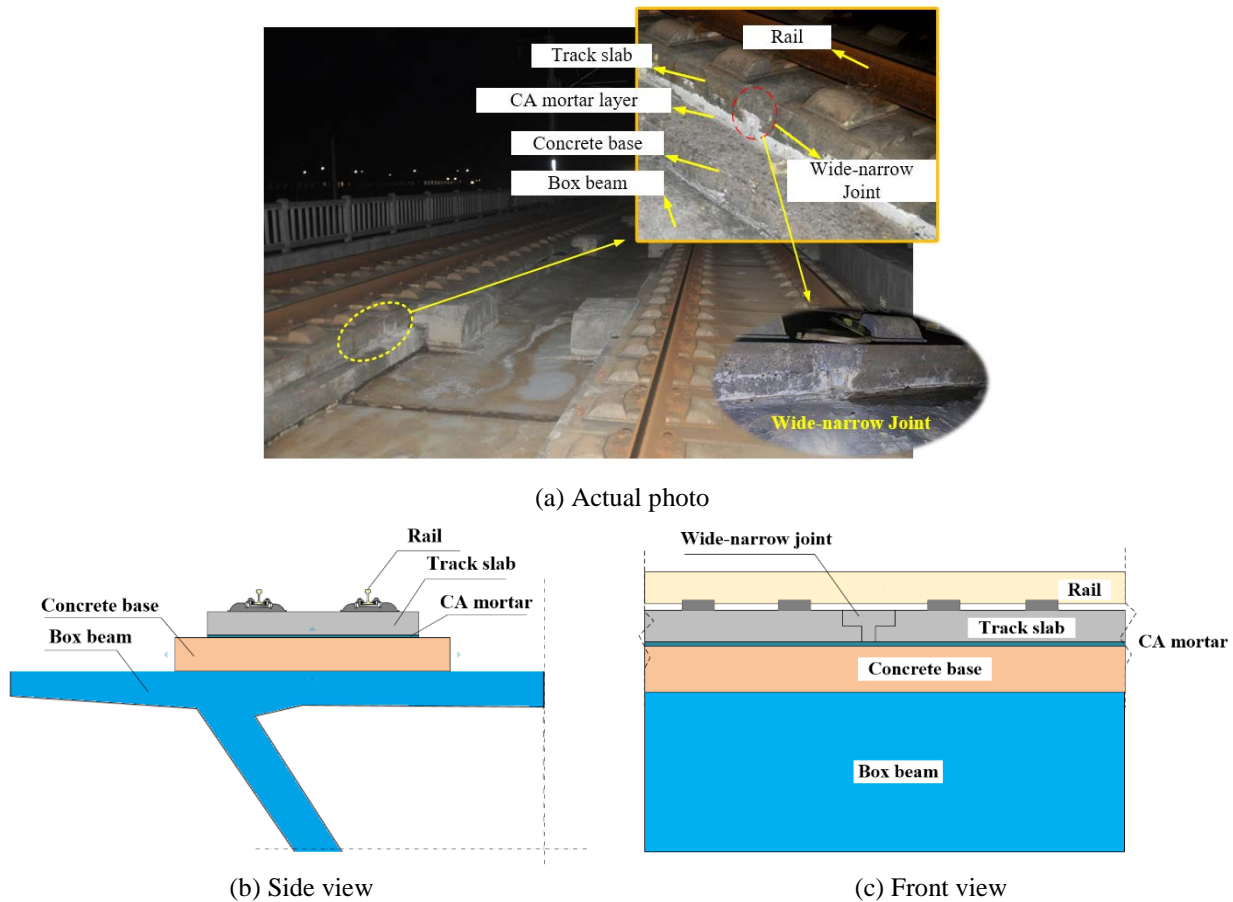 Rail
Track slab
CA mortar layer
Concrete base
Wide-narrow
Joint
Box beam
Wide-narrow Joint
(a) Actual photo
Rail
Track slab
CA mortar
Concrete base
Box beam
(b) Side view
Wide-narrow joint
Rail
Track slab
CA mortar
Concrete base
Box beam
(c) Front view